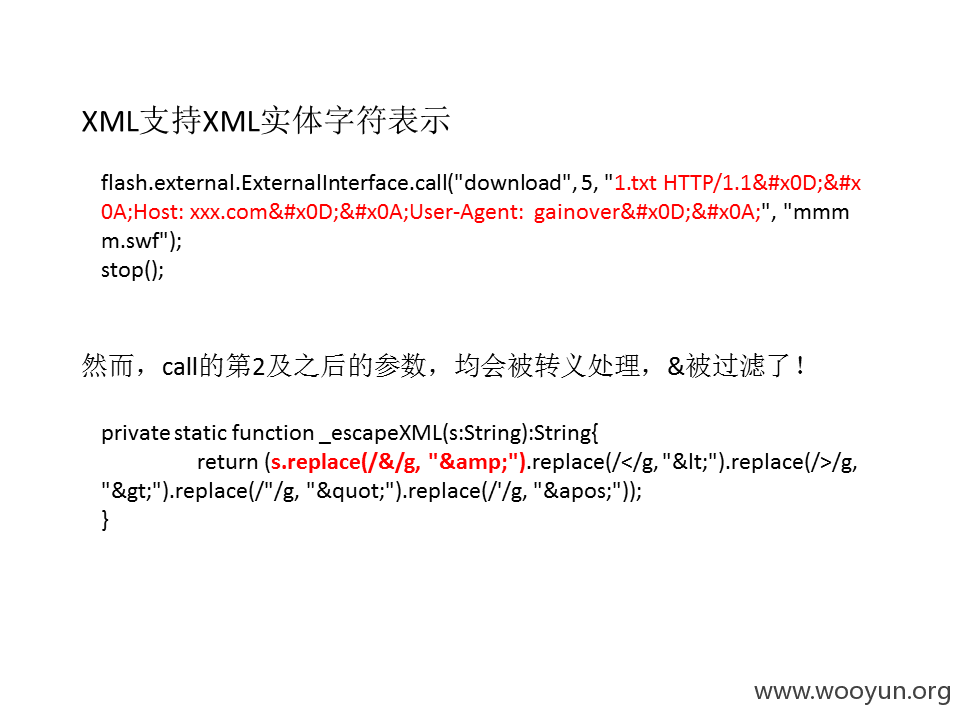 XML支持XML实体字符表示
flash.external.ExternalInterface.call("download", 5, "1.txt HTTP/1.1&#x0D;&#x
0A;Host: xxx.com&#x0D;&#x0A;User-Agent: gainover&#x0D;&#x0A;", "mmm
m.swf");
stop();
然而，call的第2及之后的参数，均会被转义处理，&被过滤了！
private static function _escapeXML(s:String):String{
return (s.replace(/&/g, "&amp;").replace(/</g, "&lt;").replace(/>/g,
"&gt;").replace(/"/g, "&quot;").replace(/'/g, "&apos;"));
}
www.wooyun.org